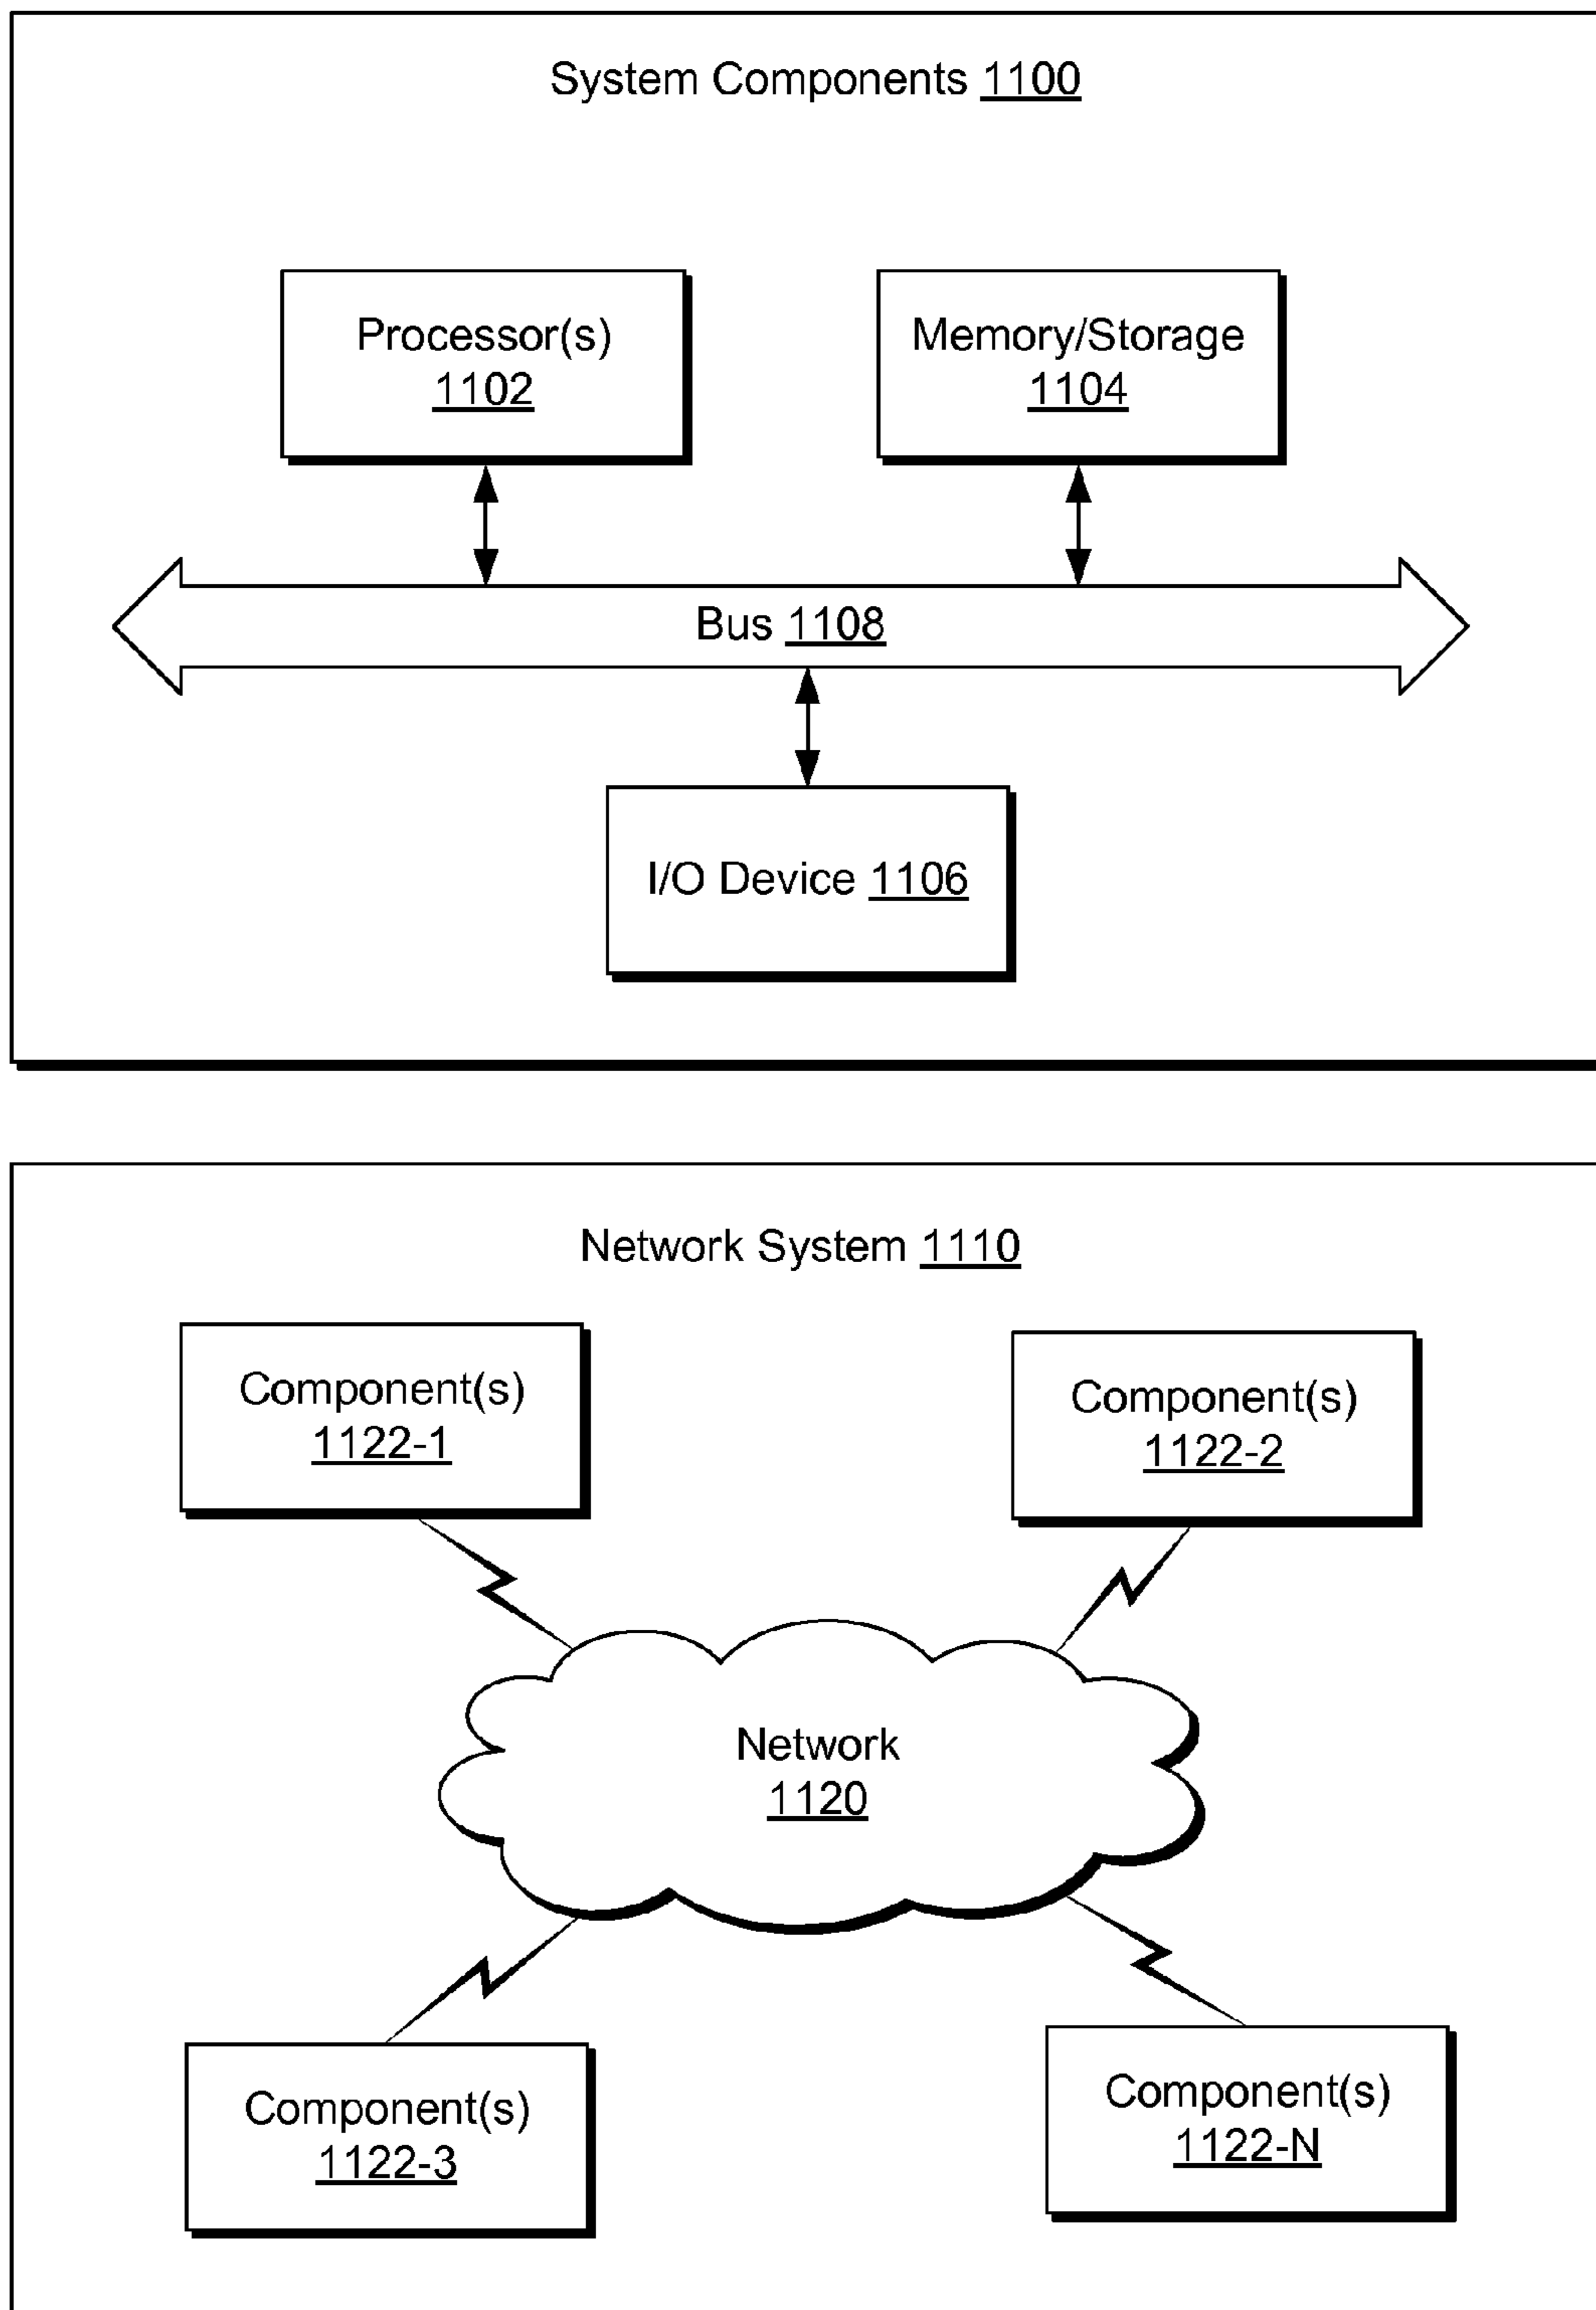 System Components 1100
Processor(s)
1102
Memory/Storage
1104
Bus 1108
I/O Device 1106
Network System 1110
Component(s)
1122-1
Component(s)
1122-2
Network
1120
Component(s)
1122-3
Component(s)
1122-N